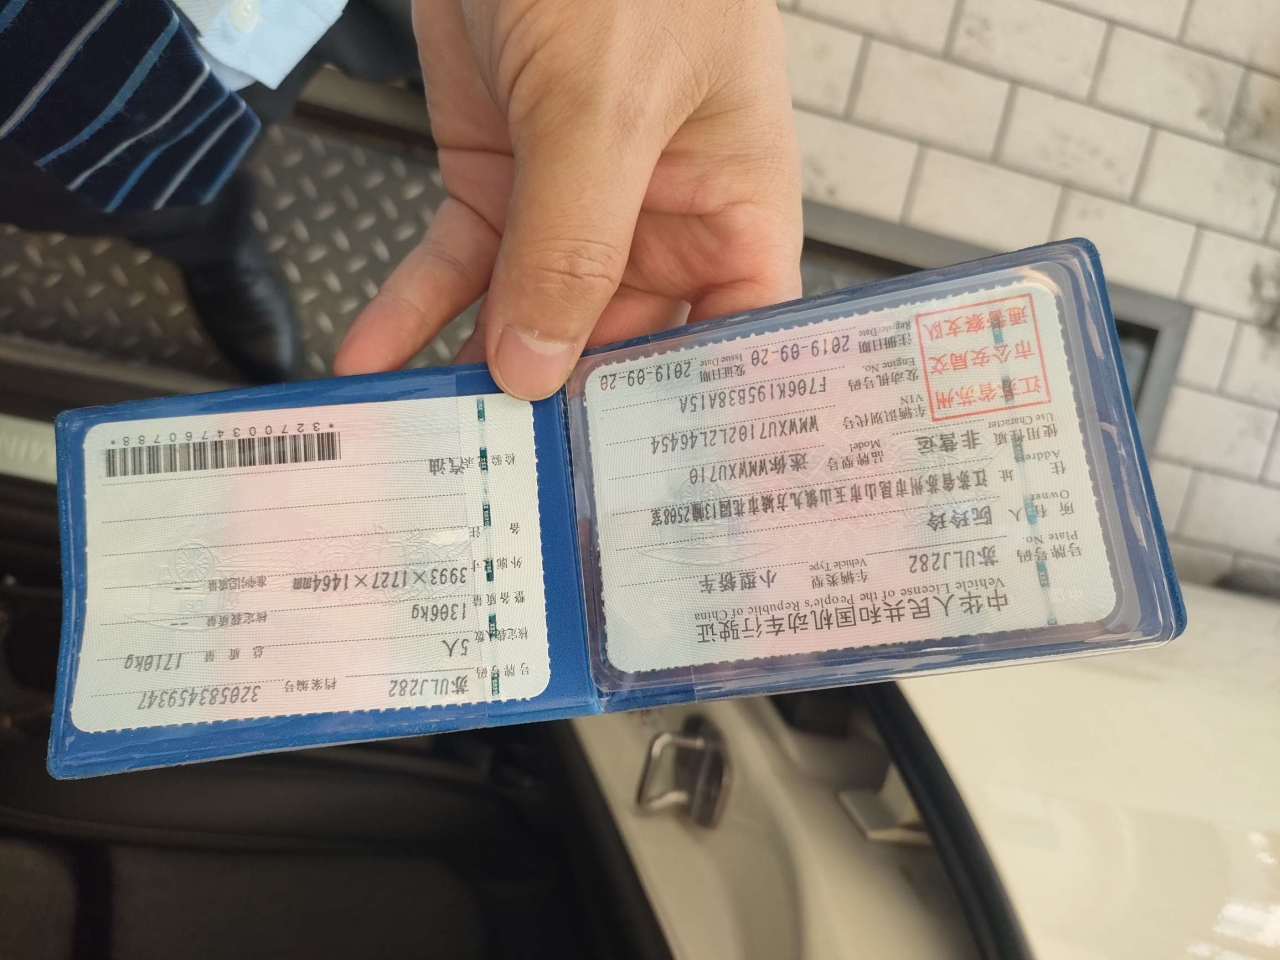 中华人民共和国机动车行驶证
Vehicle License of the People's Republic of China
号牌号码 苏ULJ282 车辆类型 小型轿车
Plate No. Vehicle Type
所有人 阮玲玲
Owner
住 址 江苏省苏州市昆山市玉山镇九方城市花园13幢2508室
Address
使用性质 非营运 品牌型号 迷你WMWXU710
Use Character Model
江苏省苏州
市公安局交
通警察支队
车辆识别代号 WMWXU7102L2L46454
VIN
发动机号码 F706K195B38A15A
Engine No.
注册日期 2019-09-20 发证日期 2019-09-20
Register Date Issue Date
号牌号码 苏ULJ282 档案编号 320583459347
核定载人数 5人 总质量 1710kg
整备质量 1306kg 核定载质量 --
外廓尺寸 3993×1727×1464mm 准牵引总质量 --
备 注
检验记录 汽油
*3270034760788*
MINI